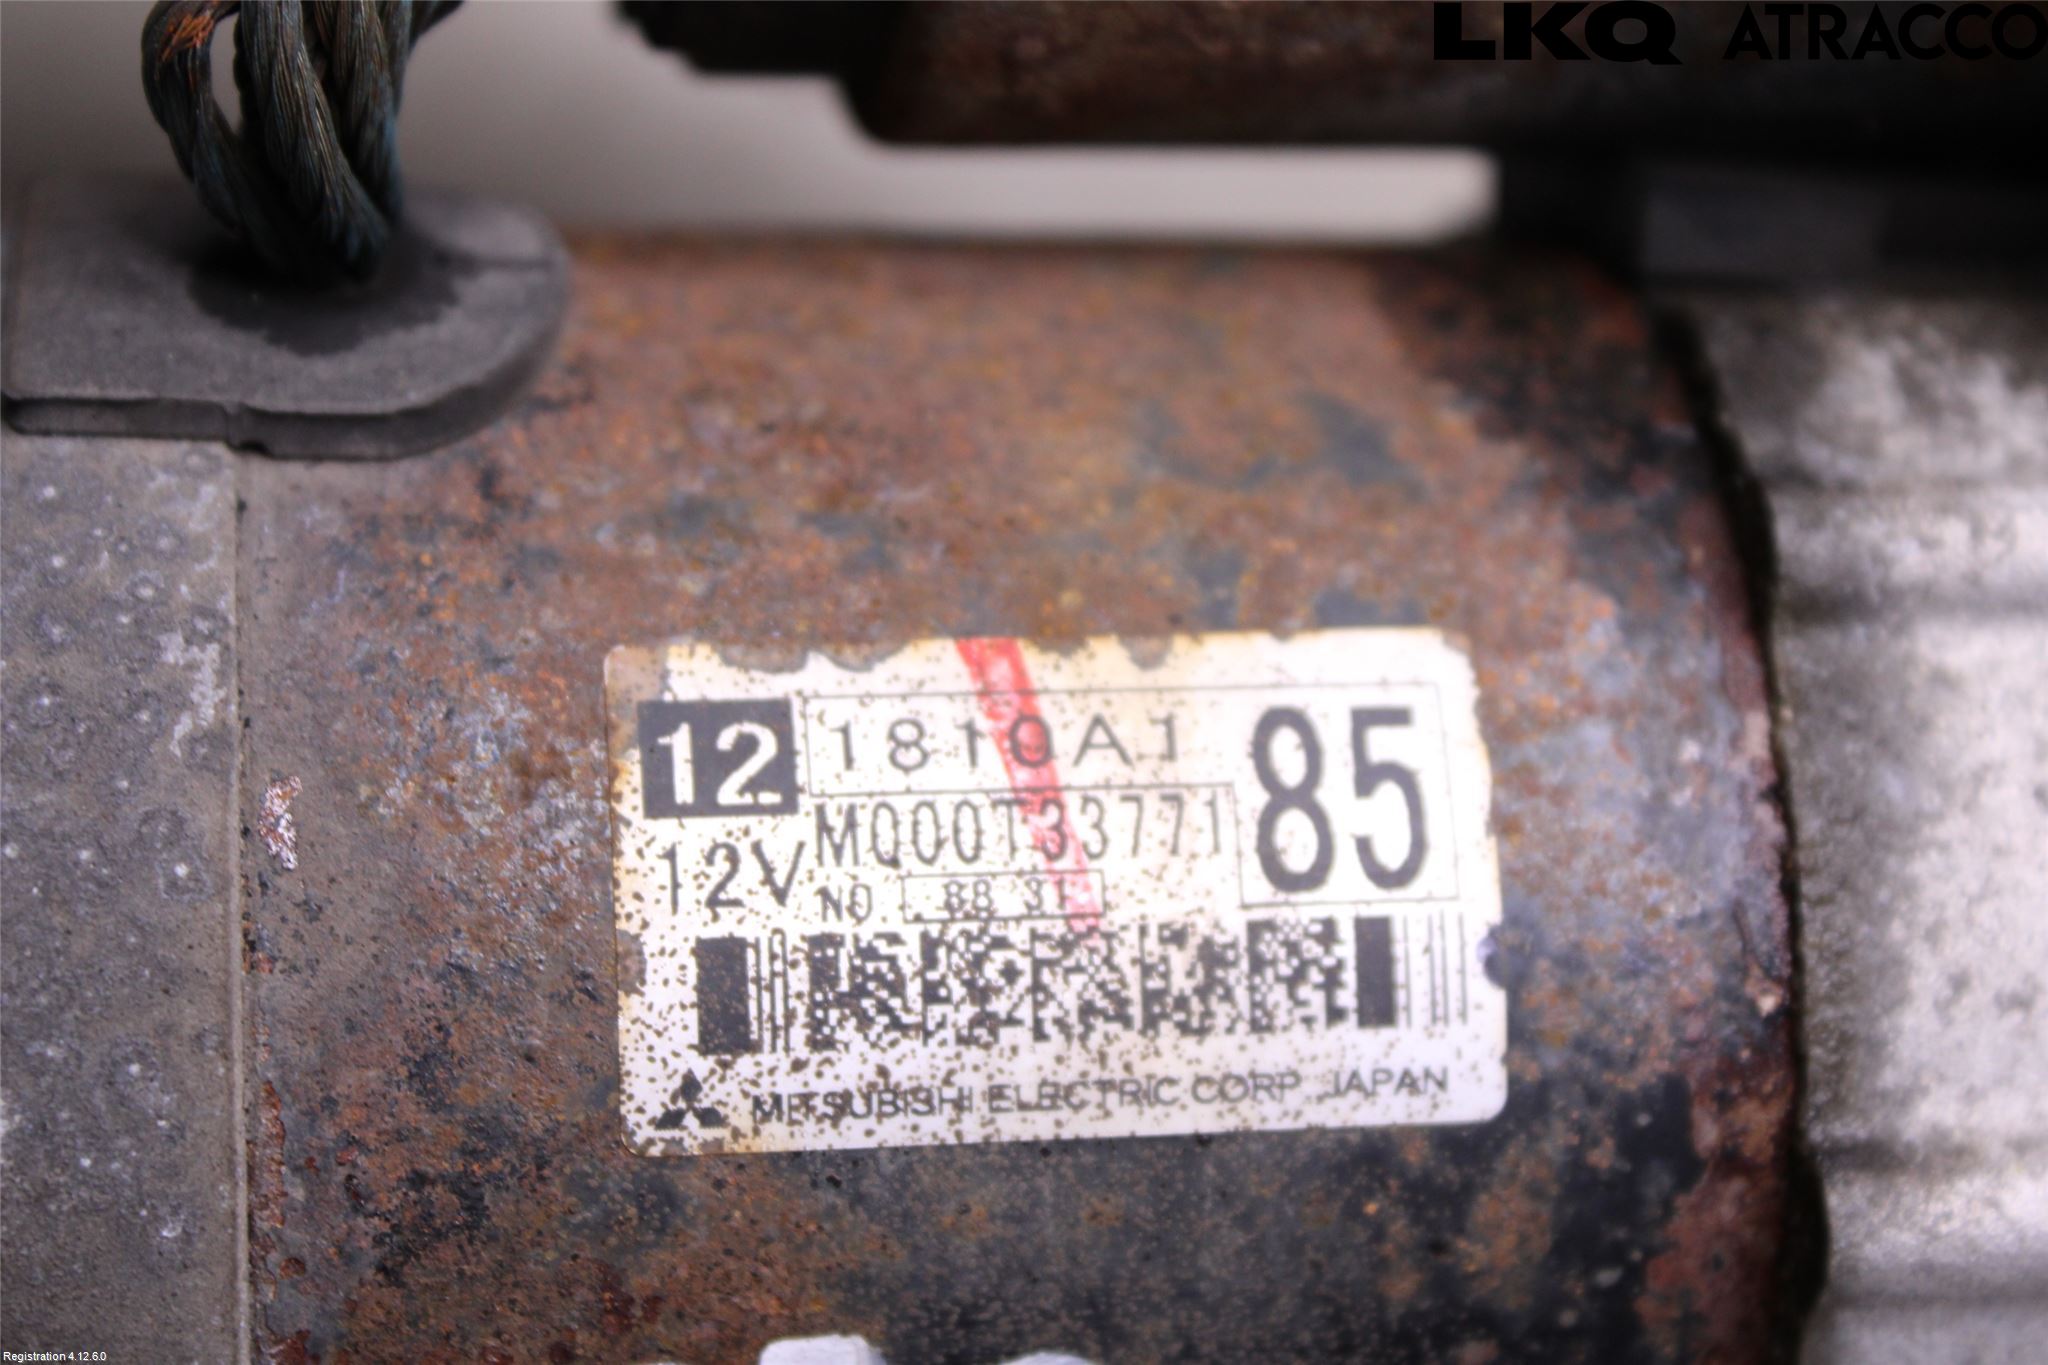 LKQ ATRACCO
12 1810A1 85
M000T33771
12V
NO 88 31
MITSUBISHI ELECTRIC CORP JAPAN
Registration 4.12.6.0